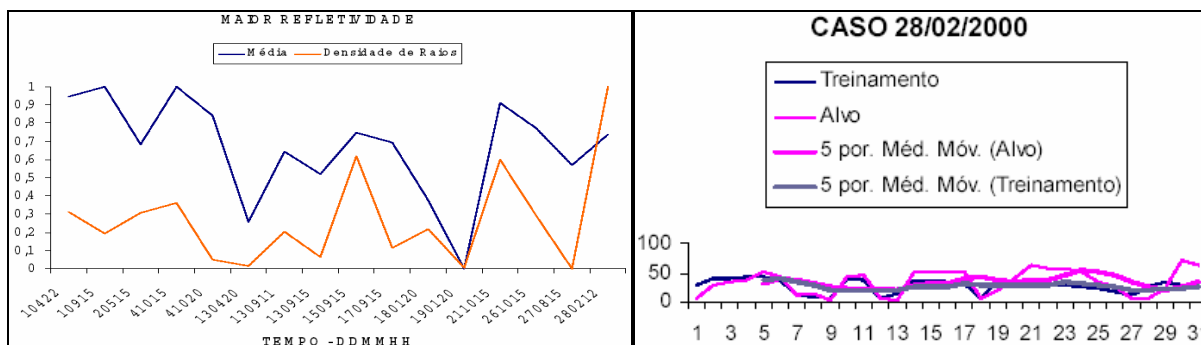 MAIOR REFLETIVIDADE
Média Densidade de Raios
1
0,9
0,8
0,7
0,6
0,5
0,4
0,3
0,2
0,1
0
10422 10915 20515 41015 41020 130420 130911 130915 150915 170915 180120 190120 211015 261015 270815 280212
TEMPO -DDMMHH
CASO 28/02/2000
Treinamento
Alvo
5 por. Méd. Móv. (Alvo)
5 por. Méd. Móv. (Treinamento)
100
50
0
1 3 5 7 9 11 13 15 17 19 21 23 25 27 29 31